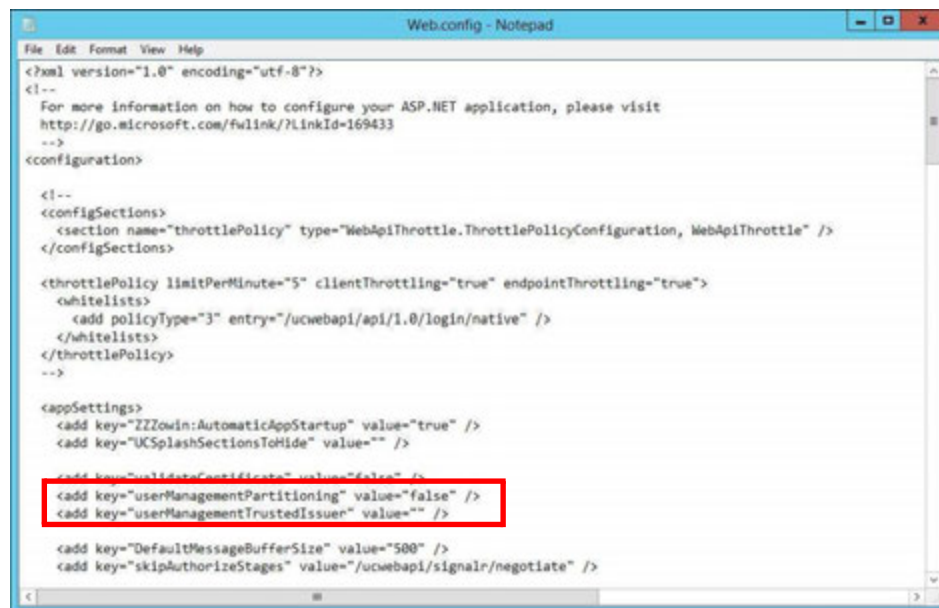 Web.config - Notepad
File Edit Format View Help
<?xml version="1.0" encoding="utf-8"?>
<!--
For more information on how to configure your ASP.NET application, please visit
http://go.microsoft.com/fwlink/?LinkId=169433
-->
<configuration>
<!--
<configSections>
<section name="throttlePolicy" type="WebApiThrottle.ThrottlePolicyConfiguration, WebApiThrottle" />
</configSections>
<throttlePolicy limitPerMinute="5" clientThrottling="true" endpointThrottling="true">
<whitelists>
<add policyType="3" entry="/ucwebapi/api/1.0/login/native" />
</whitelists>
</throttlePolicy>
-->
<appSettings>
<add key="ZZZowin:AutomaticAppStartup" value="true" />
<add key="UCSplashSectionsToHide" value="" />
<add key="validateCertificate" value="false" />
<add key="userManagementPartitioning" value="false" />
<add key="userManagementTrustedIssuer" value="" />
<add key="DefaultMessageBufferSize" value="500" />
<add key="skipAuthorizeStages" value="/ucwebapi/signalr/negotiate" />